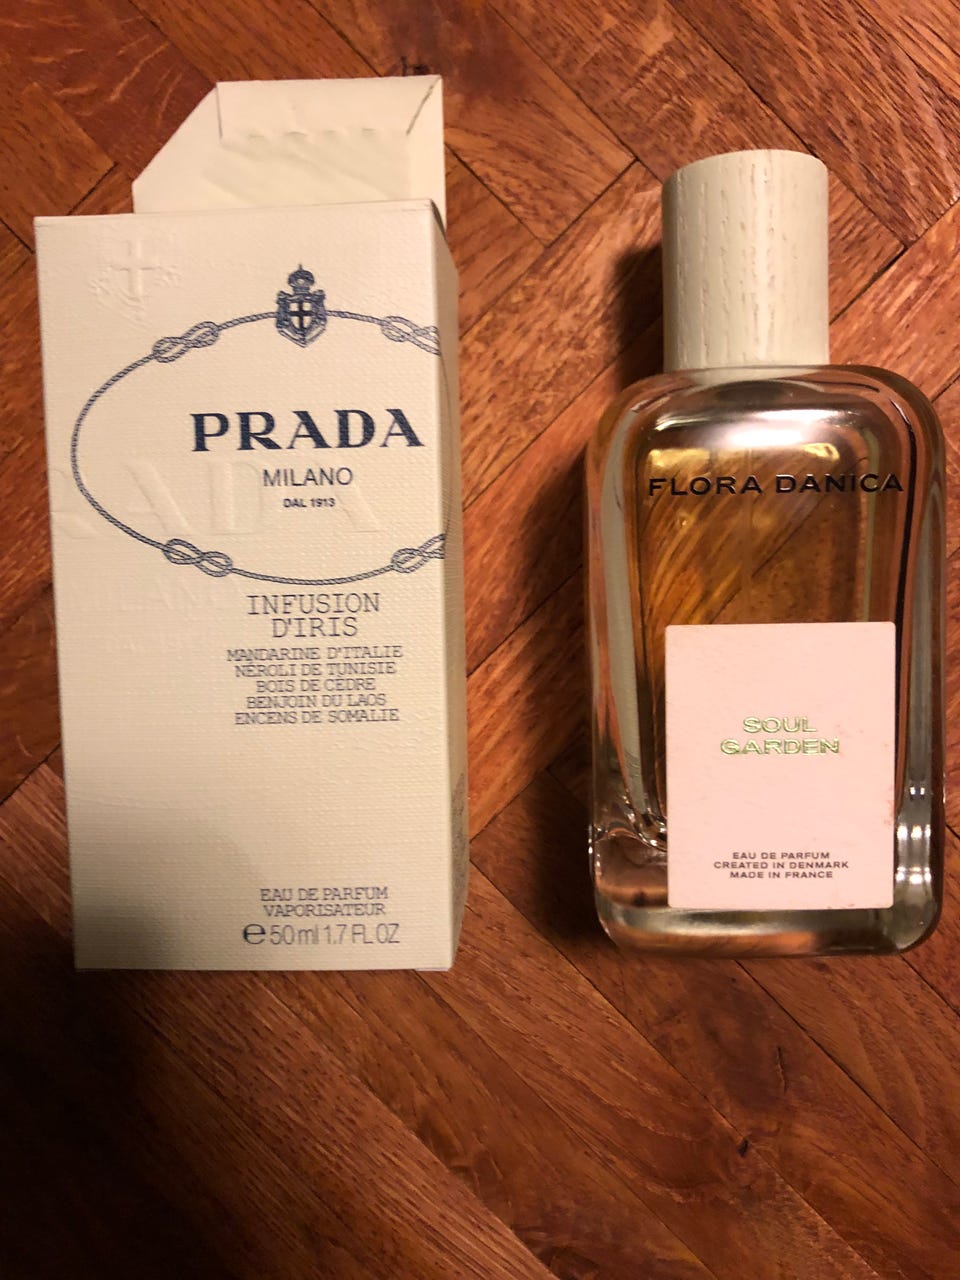 PRADA
MILANO
DAL 1913
INFUSION
D'IRIS
MANDARINE D'ITALIE
NÉROLI DE TUNISIE
BOIS DE CÈDRE
BENJOIN DU LAOS
ENCENS DE SOMALIE
EAU DE PARFUM
VAPORISATEUR
℮ 50 ml 1.7 FL OZ
FLORA DANICA
SOUL
GARDEN
EAU DE PARFUM
CREATED IN DENMARK
MADE IN FRANCE